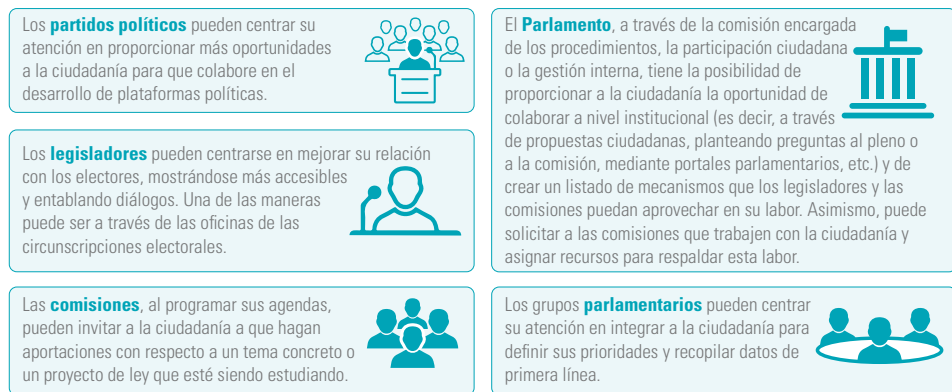 Los partidos políticos pueden centrar su
atención en proporcionar más oportunidades
a la ciudadanía para que colabore en el
desarrollo de plataformas políticas.
Los legisladores pueden centrarse en mejorar su relación
con los electores, mostrándose más accesibles
y entablando diálogos. Una de las maneras
puede ser a través de las oficinas de las
circunscripciones electorales.
Las comisiones, al programar sus agendas,
pueden invitar a la ciudadanía a que hagan
aportaciones con respecto a un tema concreto o
un proyecto de ley que esté siendo estudiando.
El Parlamento, a través de la comisión encargada
de los procedimientos, la participación ciudadana
o la gestión interna, tiene la posibilidad de
proporcionar a la ciudadanía la oportunidad de
colaborar a nivel institucional (es decir, a través
de propuestas ciudadanas, planteando preguntas al pleno o
a la comisión, mediante portales parlamentarios, etc.) y de
crear un listado de mecanismos que los legisladores y las
comisiones puedan aprovechar en su labor. Asimismo, puede
solicitar a las comisiones que trabajen con la ciudadanía y
asignar recursos para respaldar esta labor.
Los grupos parlamentarios pueden centrar
su atención en integrar a la ciudadanía para
definir sus prioridades y recopilar datos de
primera línea.